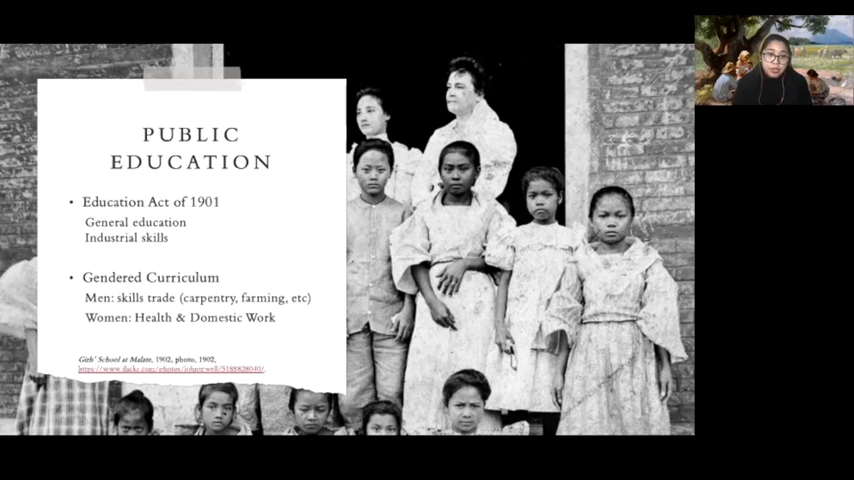 PUBLIC
EDUCATION
• Education Act of 1901
General education
Industrial skills
• Gendered Curriculum
Men: skills trade (carpentry, farming, etc)
Women: Health & Domestic Work
Girls' School at Malate, 1902, photo, 1902,